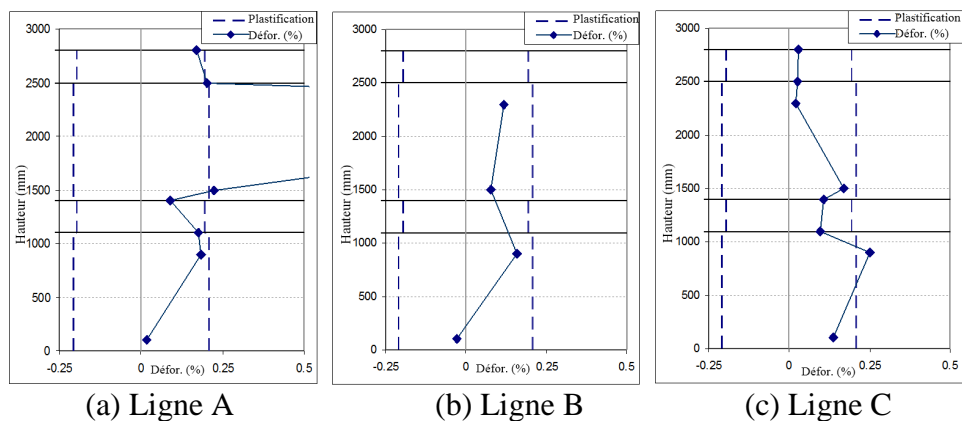 Plastification
Défor. (%)
3000
2500
2000
1500
1000
500
0
Hauteur (mm)
-0.25
0
0.25
0.5
Défor. (%)
(a) Ligne A
Plastification
Défor. (%)
3000
2500
2000
1500
1000
500
0
Hauteur (mm)
-0.25
0
0.25
0.5
Défor. (%)
(b) Ligne B
Plastification
Défor. (%)
3000
2500
2000
1500
1000
500
0
Hauteur (mm)
-0.25
0
0.25
0.5
Défor. (%)
(c) Ligne C